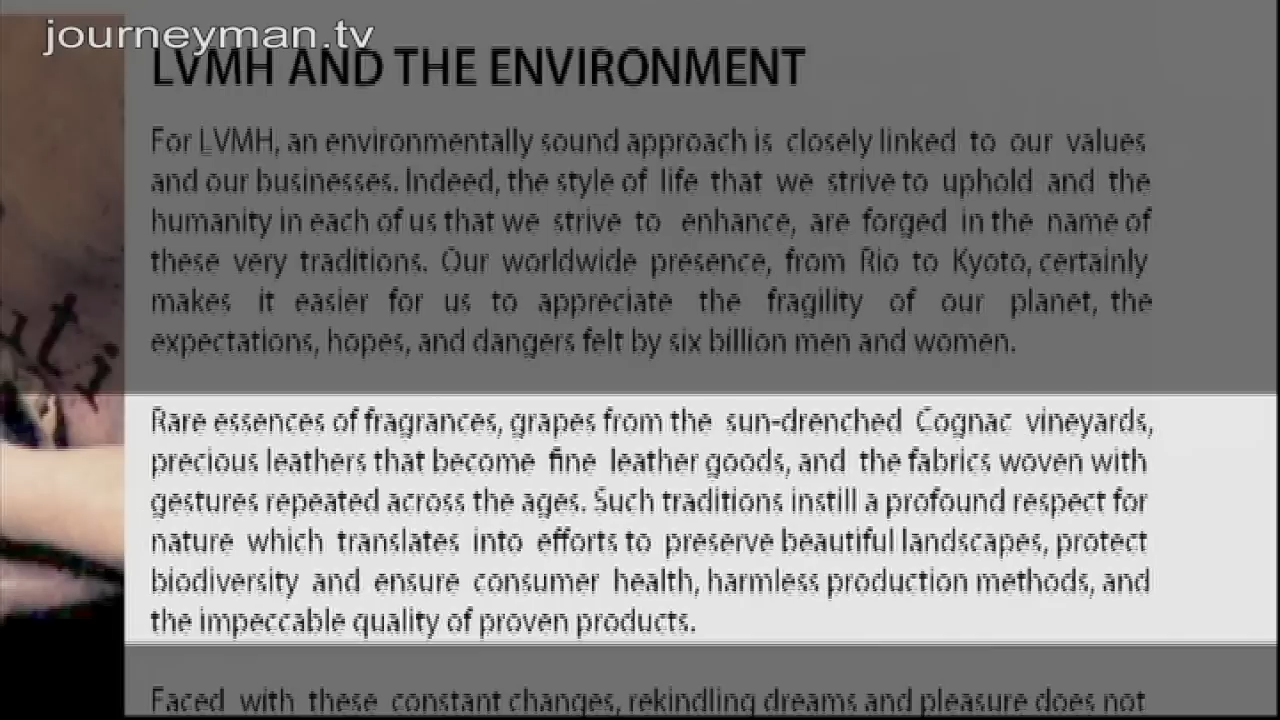 journeyman.tv
LVMH AND THE ENVIRONMENT
For LVMH, an environmentally sound approach is closely linked to our values
and our businesses. Indeed, the style of life that we strive to uphold and the
humanity in each of us that we strive to enhance, are forged in the name of
these very traditions. Our worldwide presence, from Rio to Kyoto, certainly
makes it easier for us to appreciate the fragility of our planet, the
expectations, hopes, and dangers felt by six billion men and women.
Rare essences of fragrances, grapes from the sun-drenched Cognac vineyards,
precious leathers that become fine leather goods, and the fabrics woven with
gestures repeated across the ages. Such traditions instill a profound respect for
nature which translates into efforts to preserve beautiful landscapes, protect
biodiversity and ensure consumer health, harmless production methods, and
the impeccable quality of proven products.
Faced with these constant changes, rekindling dreams and pleasure does not